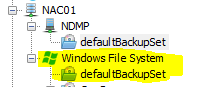 NAC01
NDMP
defaultBackupSet
Windows File System
defaultBackupSet